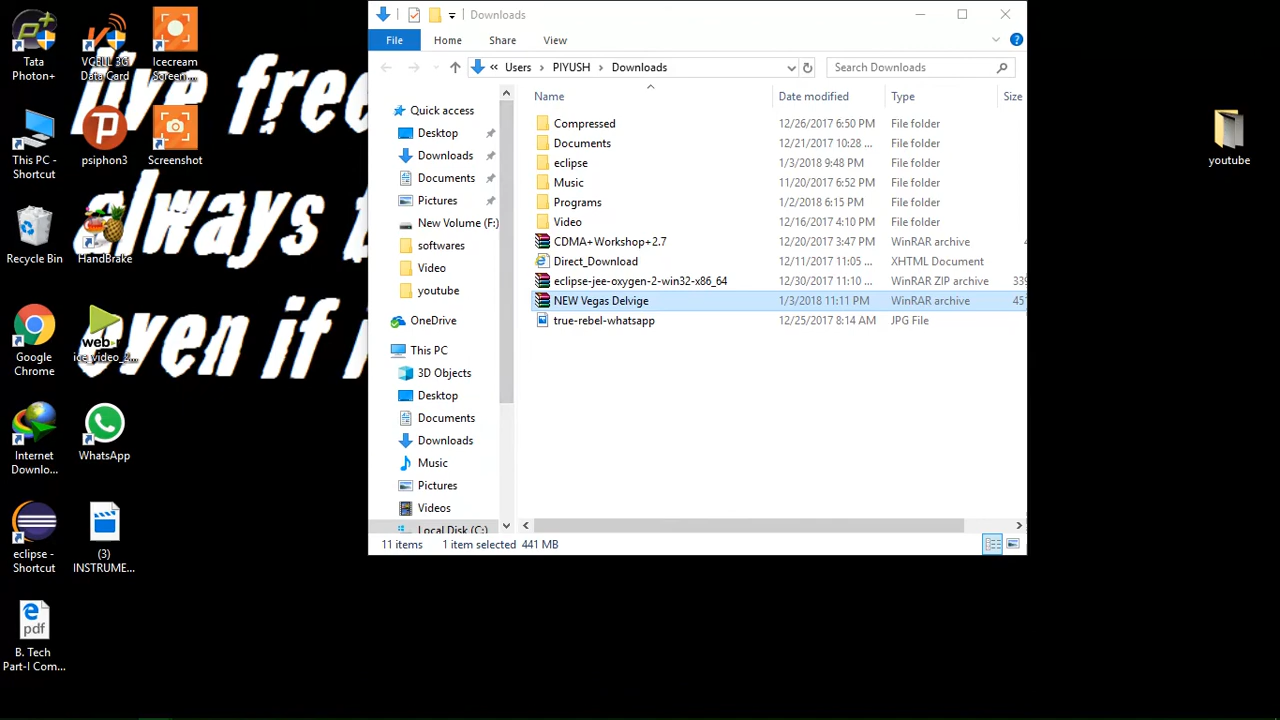 Downloads
File
Home
Share
View
Users
PIYUSH
Downloads
Search Downloads
Name
Date modified
Type
Size
Quick access
Desktop
Downloads
Documents
Pictures
New Volume (F:)
softwares
Video
youtube
OneDrive
This PC
3D Objects
Desktop
Documents
Downloads
Music
Pictures
Videos
Local Disk (C:)
Compressed 12/26/2017 6:50 PM File folder
Documents 12/21/2017 10:28 ... File folder
eclipse 1/3/2018 9:48 PM File folder
Music 11/20/2017 6:52 PM File folder
Programs 1/2/2018 6:15 PM File folder
Video 12/16/2017 4:10 PM File folder
CDMA+Workshop+2.7 12/20/2017 3:47 PM WinRAR archive
Direct_Download 12/11/2017 11:05 ... XHTML Document
eclipse-jee-oxygen-2-win32-x86_64 12/30/2017 11:10 ... WinRAR ZIP archive 339
NEW Vegas Delvige 1/3/2018 11:11 PM WinRAR archive 451
true-rebel-whatsapp 12/25/2017 8:14 AM JPG File
11 items 1 item selected 441 MB
Tata
Photon+
VCELL 3G
Data Card
Icecream
Screen ...
This PC -
Shortcut
psiphon3
Screenshot
Recycle Bin
HandBrake
Google
Chrome
Internet
Downlo...
WhatsApp
eclipse -
Shortcut
(3)
INSTRUME...
B. Tech
Part-I Com...
youtube
live free
always
even if i